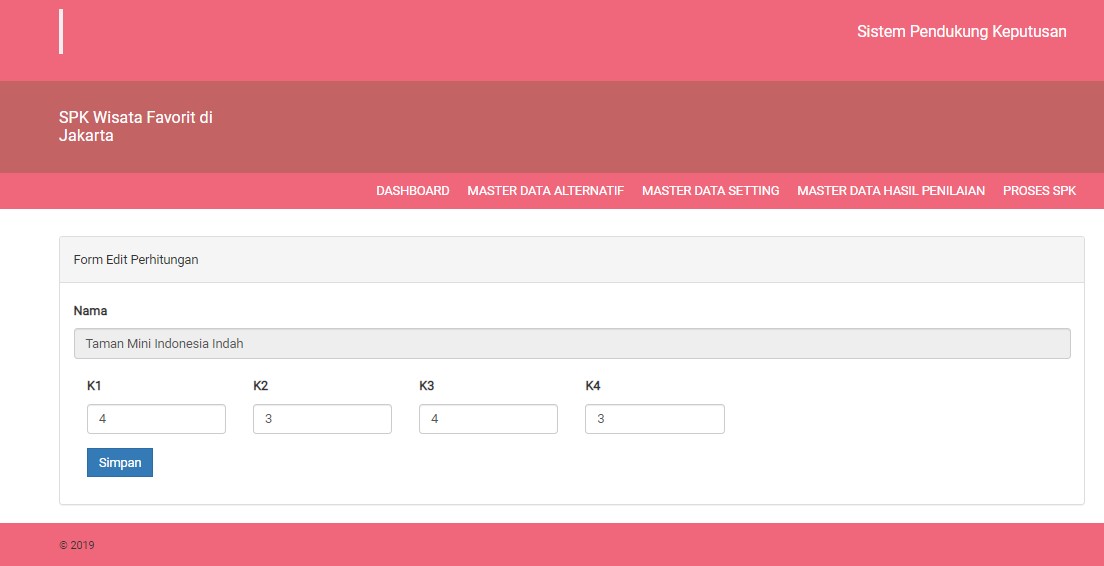 Sistem Pendukung Keputusan
SPK Wisata Favorit di
Jakarta
DASHBOARD MASTER DATA ALTERNATIF MASTER DATA SETTING MASTER DATA HASIL PENILAIAN PROSES SPK
Form Edit Perhitungan
Nama
Taman Mini Indonesia Indah
K1 K2 K3 K4
4 3 4 3
Simpan
© 2019